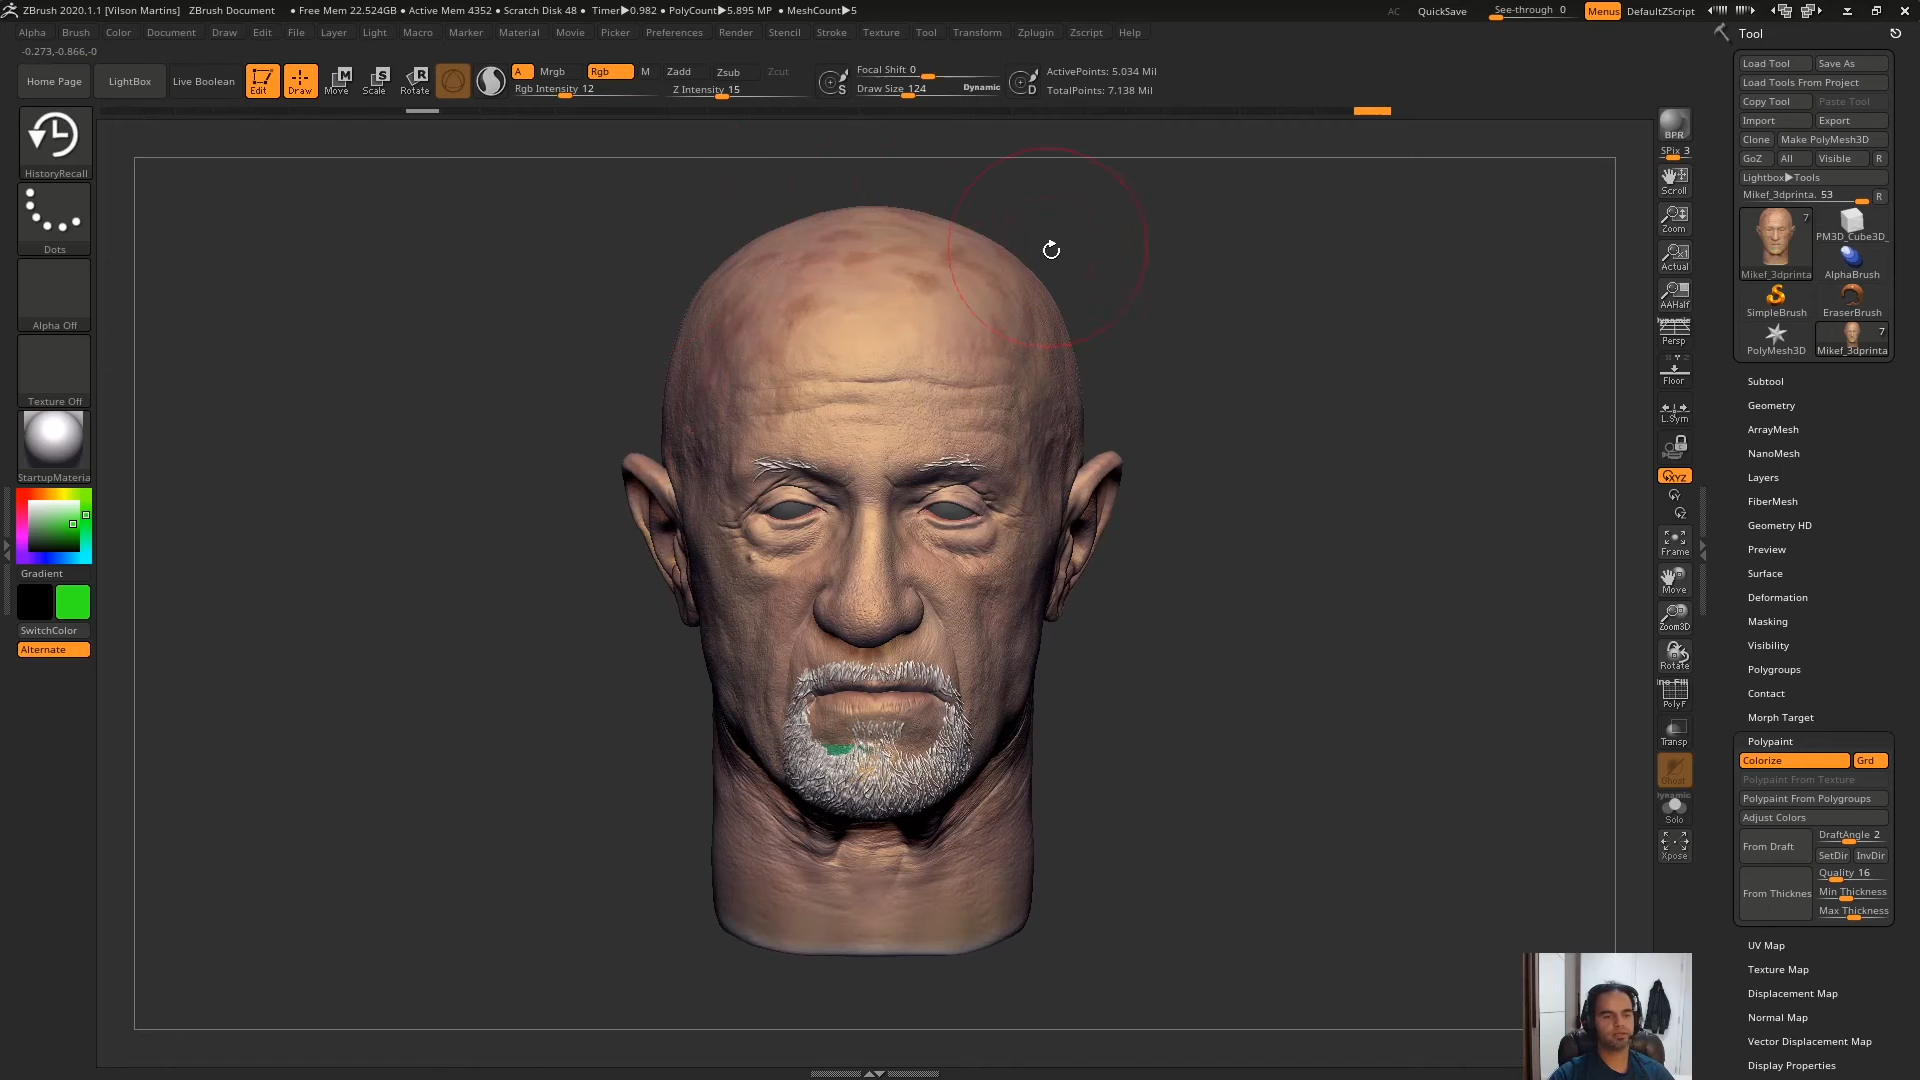 ZBrush 2020.1.1 [Vilson Martins] ZBrush Document • Free Mem 22.524GB • Active Mem 4352 • Scratch Disk 48 • Timer▶0.982 • PolyCount▶5.895 MP • MeshCount▶5 AC QuickSave See-through 0 Menus DefaultZScript
Alpha Brush Color Document Draw Edit File Layer Light Macro Marker Material Movie Picker Preferences Render Stencil Stroke Texture Tool Transform Zplugin Zscript Help
-0.273,-0.866,-0
Home Page LightBox Live Boolean Edit Draw Move Scale Rotate
A Mrgb Rgb M Zadd Zsub Zcut
Rgb Intensity 12 Z Intensity 15
Focal Shift 0
Draw Size 124 Dynamic
ActivePoints: 5.034 Mil
TotalPoints: 7.138 Mil
HistoryRecall
Dots
Alpha Off
Texture Off
StartupMateria
Gradient
SwitchColor
Alternate
BPR
SPix 3
Scroll
Zoom
Actual
AAHalf
Dynamic
Persp
Floor
L.Sym
XYZ
Frame
Move
Zoom3D
Rotate
PolyF
Transp
Ghost
Dynamic
Solo
Xpose
Tool
Load Tool Save As
Load Tools From Project
Copy Tool Paste Tool
Import Export
Clone Make PolyMesh3D
GoZ All Visible R
Lightbox▶Tools
Mikef_3dprinta. 53 R
7
PM3D_Cube3D_
Mikef_3dprinta AlphaBrush
SimpleBrush EraserBrush
7
PolyMesh3D Mikef_3dprinta
Subtool
Geometry
ArrayMesh
NanoMesh
Layers
FiberMesh
Geometry HD
Preview
Surface
Deformation
Masking
Visibility
Polygroups
Contact
Morph Target
Polypaint
Colorize Grd
Polypaint From Texture
Polypaint From Polygroups
Adjust Colors
From Draft DraftAngle 2
SetDir InvDir
Quality 16
From Thicknes Min Thickness
Max Thickness
UV Map
Texture Map
Displacement Map
Normal Map
Vector Displacement Map
Display Properties